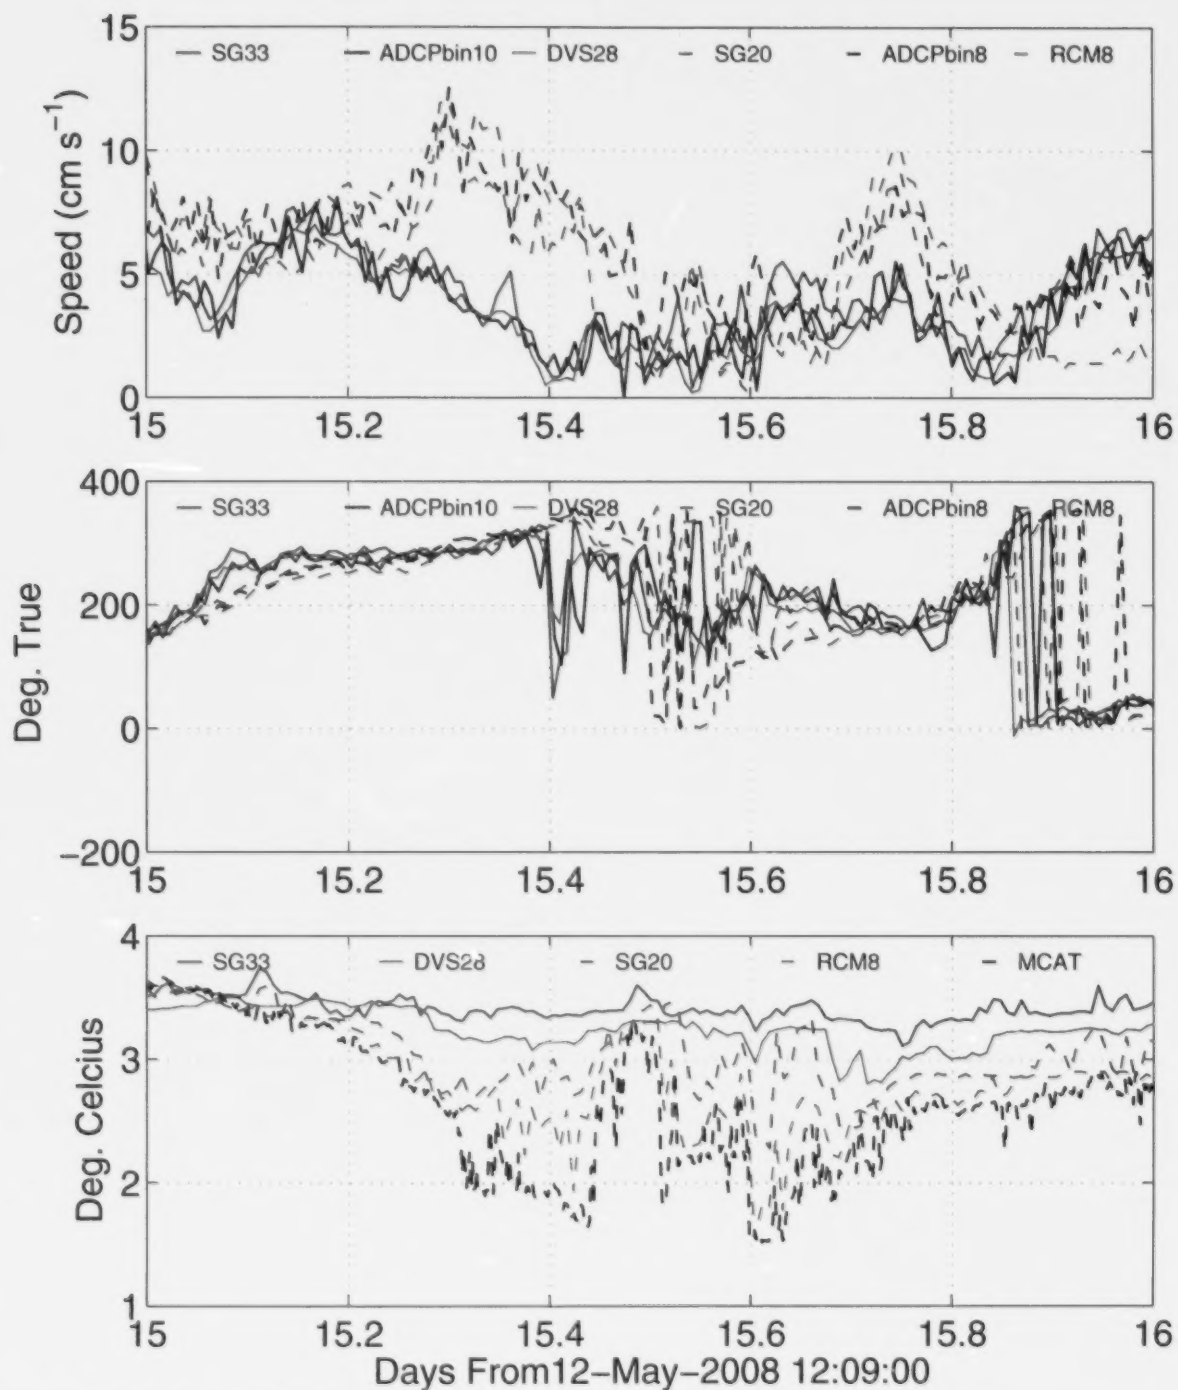 15
SG33 ADCPbin10 DVS28 SG20 ADCPbin8 RCM8
10
5
0
Speed (cm s⁻¹)
15 15.2 15.4 15.6 15.8 16
400
SG33 ADCPbin10 DVS28 SG20 ADCPbin8 RCM8
200
0
−200
Deg. True
15 15.2 15.4 15.6 15.8 16
4
SG33 DVS28 SG20 RCM8 MCAT
3
2
1
Deg. Celcius
15 15.2 15.4 15.6 15.8 16
Days From12−May−2008 12:09:00